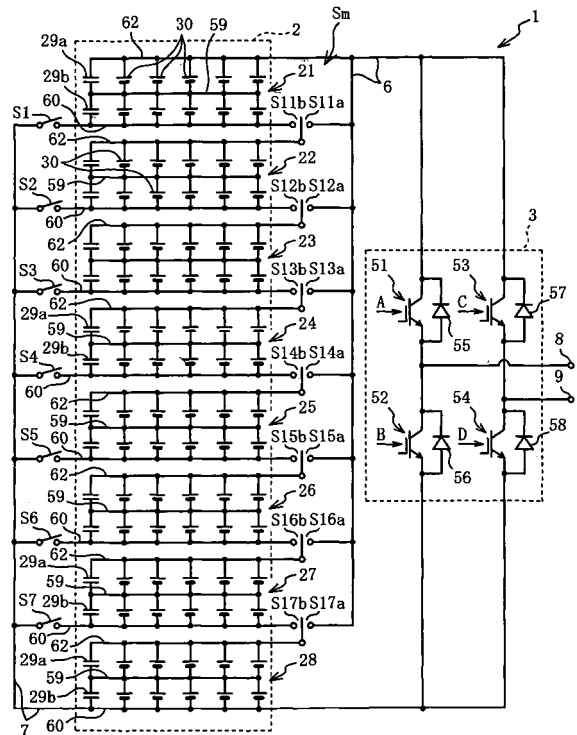 62 30 59 2 Sm 1
29a
29b 21 6
S1 60 S11b S11a
62
30 22
S2 59 S12b S12a
60 62
23 3
S3 60 S13b S13a 51 53
62 A C 57
29a 24
59 55 8
S4 29b S14b S14a
60 9
62 25 52 54
S5 59 S15b S15a B D 58
60 62
26 56
S6 60 59 S16b S16a
62
29a 27
59
S7 29b S17b S17a
60 62
29a 28
59
29b
7 60